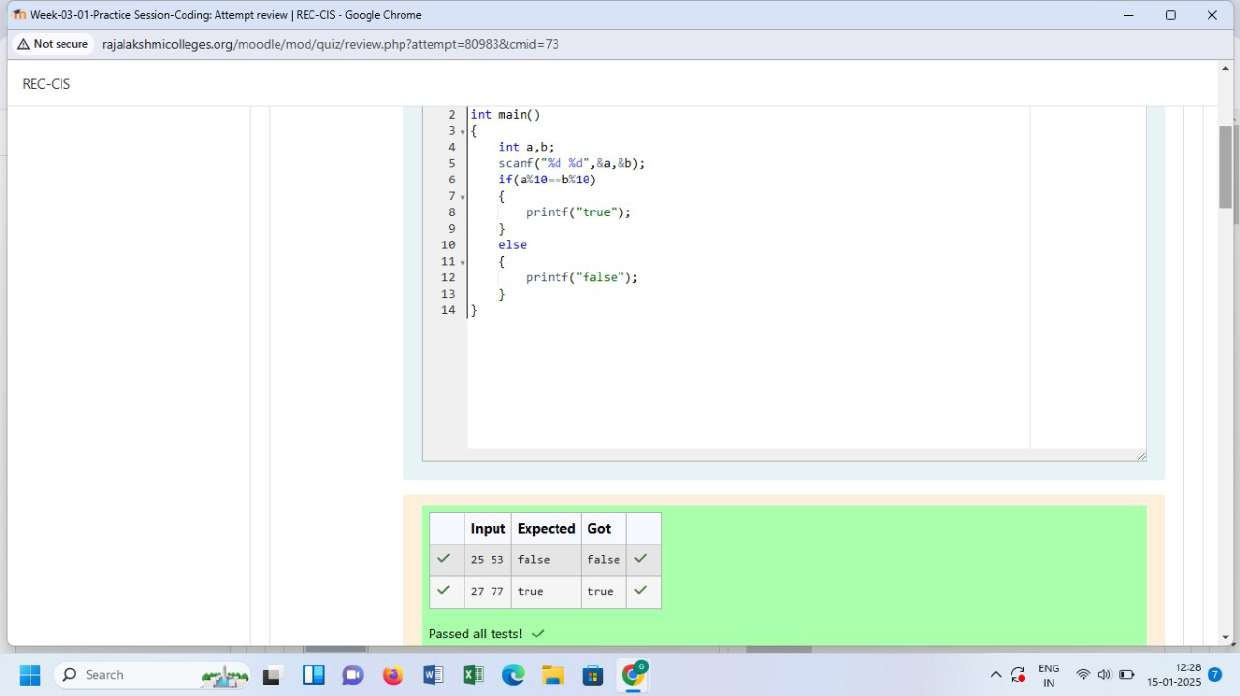 Week-03-01-Practice Session-Coding: Attempt review | REC-CIS - Google Chrome
Not secure rajalakshmicolleges.org/moodle/mod/quiz/review.php?attempt=80983&cmid=73
REC-CIS
2 int main()
3 {
4 int a,b;
5 scanf("%d %d",&a,&b);
6 if(a%10==b%10)
7 {
8 printf("true");
9 }
10 else
11 {
12 printf("false");
13 }
14 }
Input Expected Got
25 53 false false
27 77 true true
Passed all tests!
Search ENG 12:28
IN 15-01-2025 7